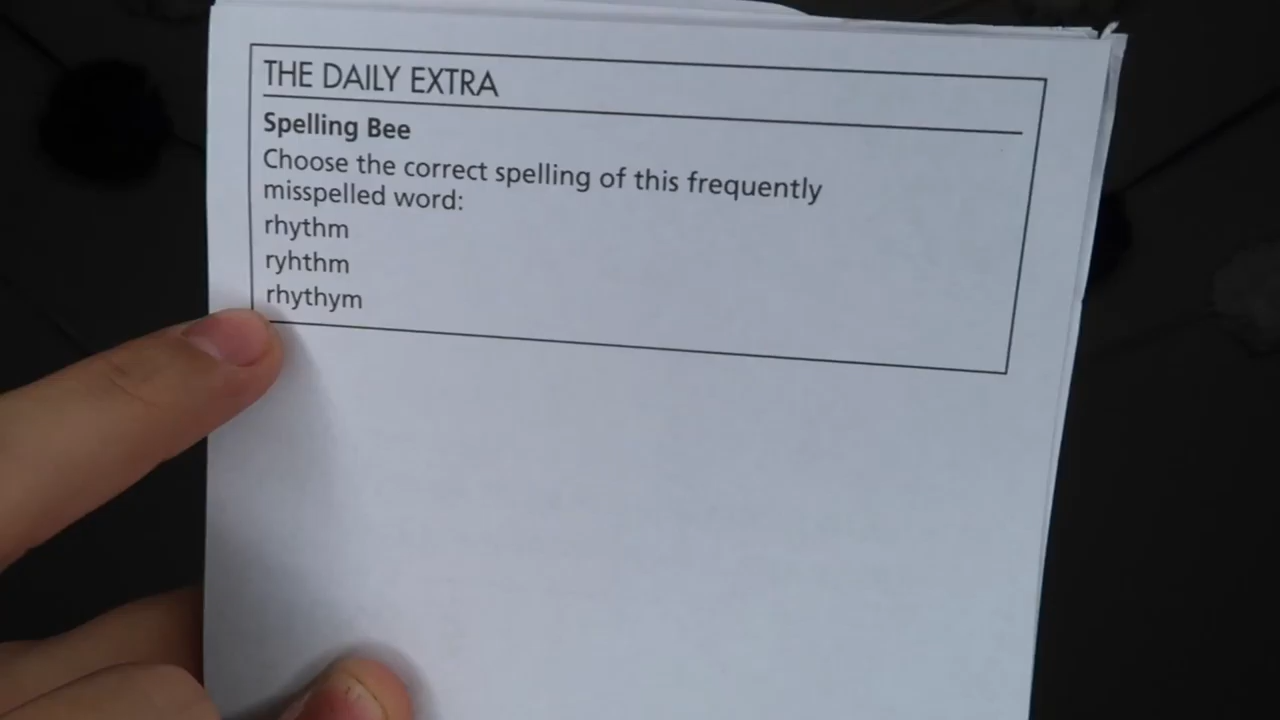 THE DAILY EXTRA
Spelling Bee
Choose the correct spelling of this frequently
misspelled word:
rhythm
ryhthm
rhythym